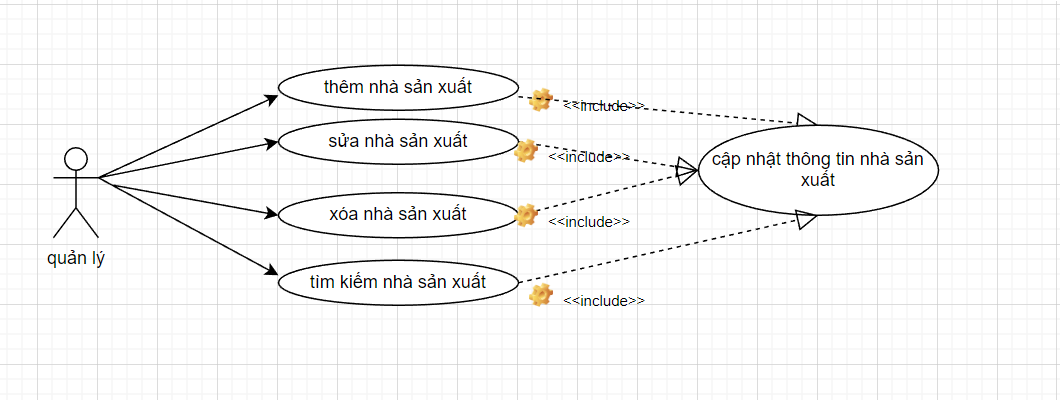 thêm nhà sản xuất
<<include>>
sửa nhà sản xuất
<<include>>
cập nhật thông tin nhà sản
xuất
xóa nhà sản xuất
<<include>>
quản lý
tìm kiếm nhà sản xuất
<<include>>